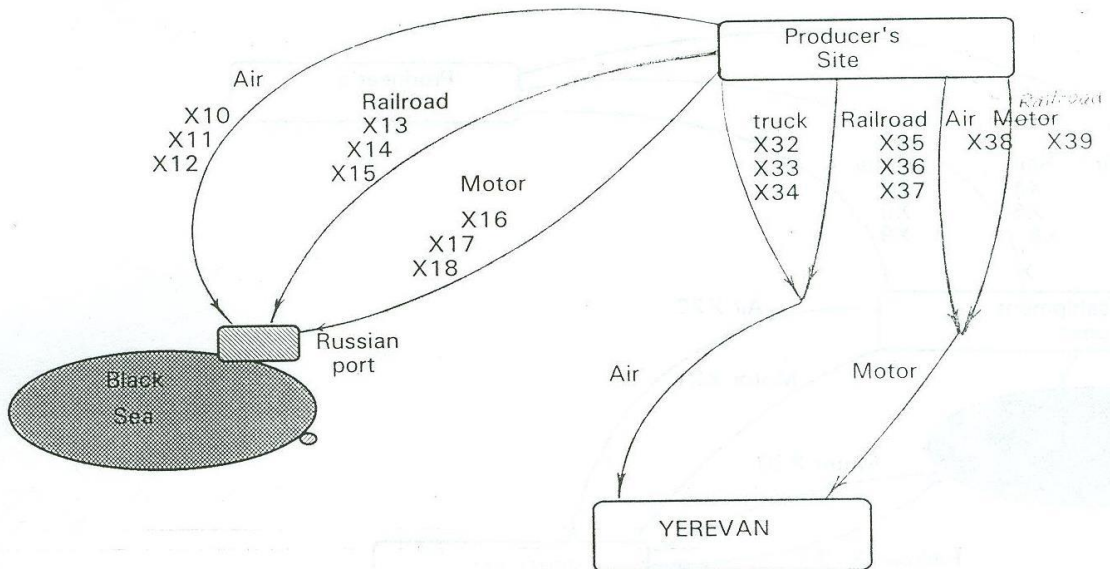 Producer's
Site
Air
X10
X11
X12
Railroad
X13
X14
X15
Motor
X16
X17
X18
truck
X32
X33
X34
Railroad
X35
X36
X37
Air
X38
Motor
Railroad
X39
Russian
port
Black
Sea
Air
Motor
YEREVAN